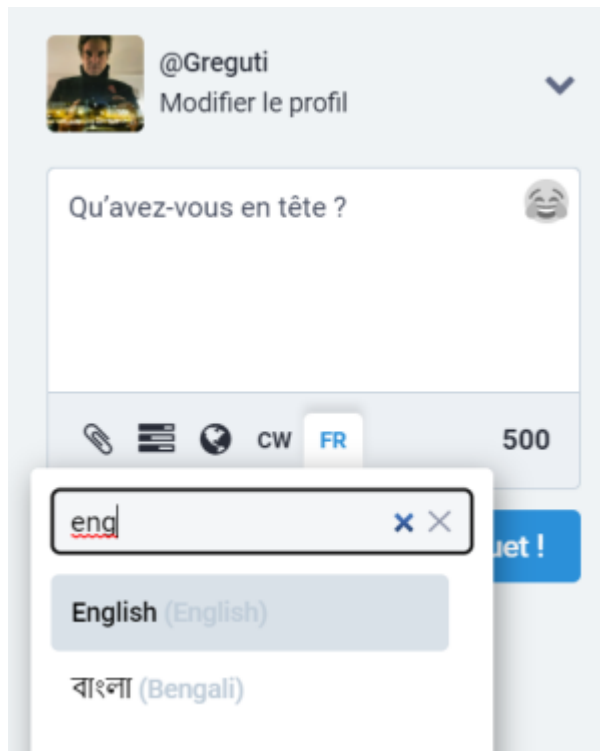 @Greguti
Modifier le profil
Qu’avez-vous en tête ?
CW FR 500
eng
uet !
English (English)
বাংলা (Bengali)